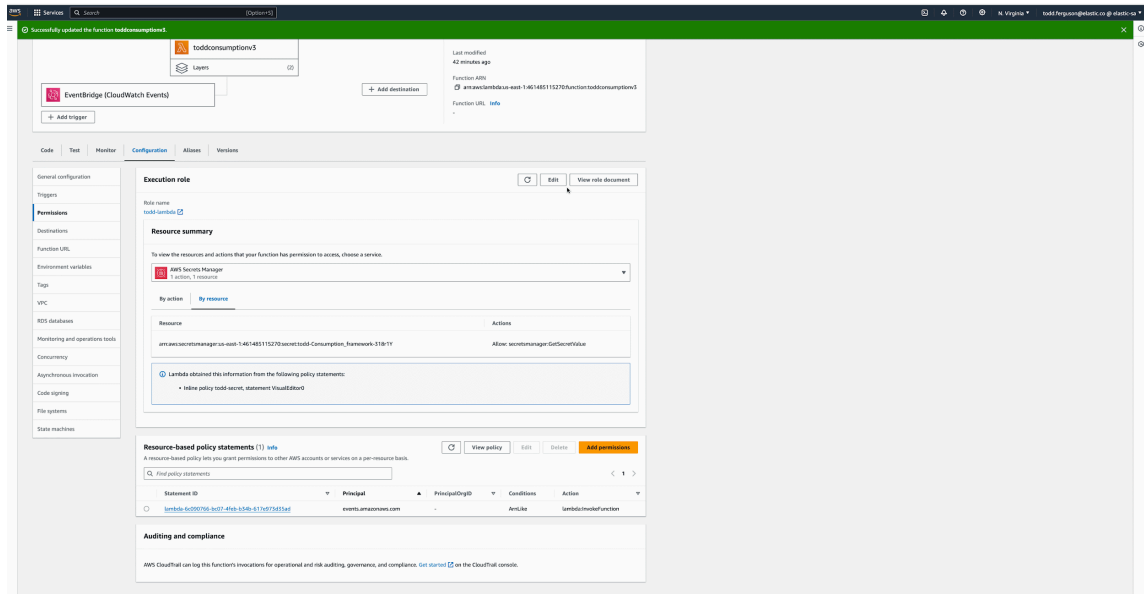 aws Services Search [Option+S] N. Virginia todd.ferguson@elastic.co @ elastic-sa
Successfully updated the function toddconsumptionv3.
toddconsumptionv3
Layers (2)
EventBridge (CloudWatch Events)
+ Add destination
+ Add trigger
Last modified
42 minutes ago
Function ARN
arn:aws:lambda:us-east-1:461485115270:function:toddconsumptionv3
Function URL Info
-
Code Test Monitor Configuration Aliases Versions
General configuration
Triggers
Permissions
Destinations
Function URL
Environment variables
Tags
VPC
RDS databases
Monitoring and operations tools
Concurrency
Asynchronous invocation
Code signing
File systems
State machines
Execution role Edit View role document
Role name
todd-lambda
Resource summary
To view the resources and actions that your function has permission to access, choose a service.
AWS Secrets Manager
1 action, 1 resource
By action By resource
Resource Actions
arn:aws:secretsmanager:us-east-1:461485115270:secret:todd-Consumption_framework-318r1Y Allow: secretsmanager:GetSecretValue
Lambda obtained this information from the following policy statements:
• Inline policy todd-secret, statement VisualEditor0
Resource-based policy statements (1) Info View policy Edit Delete Add permissions
A resource-based policy lets you grant permissions to other AWS accounts or services on a per-resource basis.
Find policy statements 1
Statement ID Principal PrincipalOrgID Conditions Action
lambda-6c090766-bc07-4feb-b34b-617e973d35ad events.amazonaws.com - ArnLike lambda:InvokeFunction
Auditing and compliance
AWS CloudTrail can log this function's invocations for operational and risk auditing, governance, and compliance. Get started on the CloudTrail console.